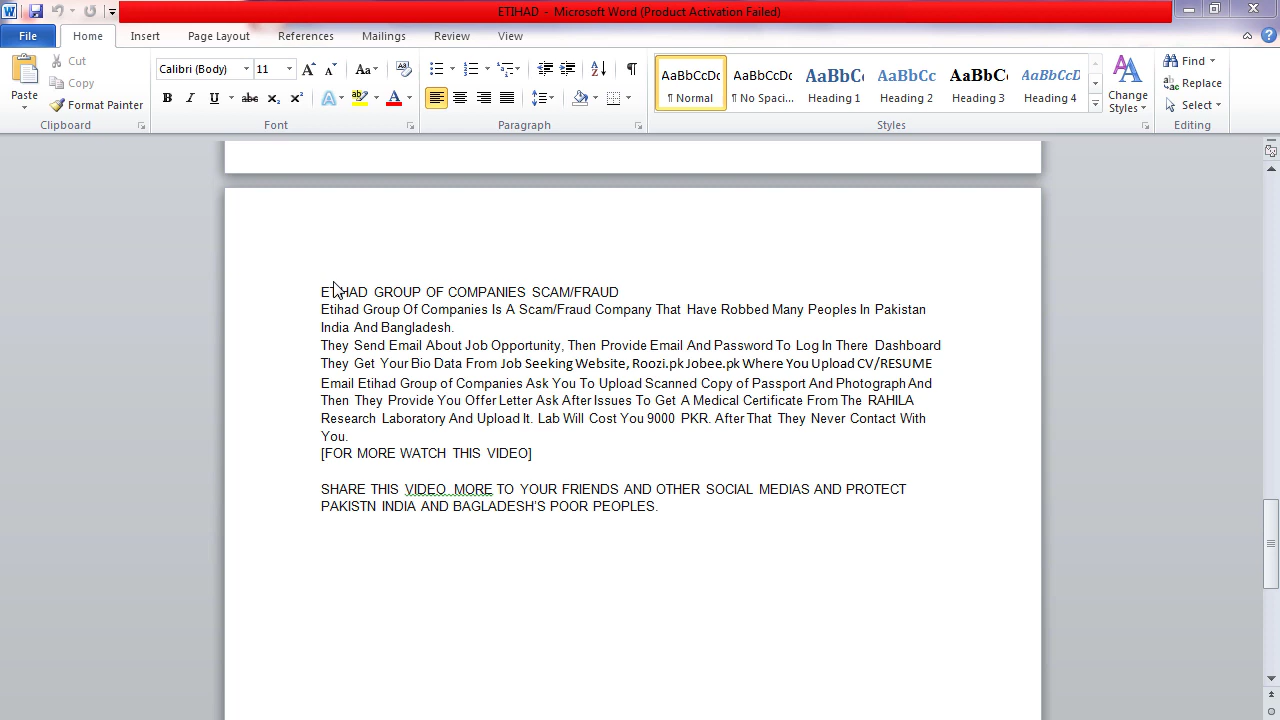 ETIHAD - Microsoft Word (Product Activation Failed)
File Home Insert Page Layout References Mailings Review View
Paste
Cut
Copy
Format Painter
Clipboard
Calibri (Body) 11
Font
Paragraph
AaBbCcDc AaBbCcDc AaBbC AaBbCc AaBbC AaBbCcD
¶ Normal ¶ No Spaci... Heading 1 Heading 2 Heading 3 Heading 4
Change
Styles
Styles
Find
Replace
Select
Editing
ETIHAD GROUP OF COMPANIES SCAM/FRAUD
Etihad Group Of Companies Is A Scam/Fraud Company That Have Robbed Many Peoples In Pakistan
India And Bangladesh.
They Send Email About Job Opportunity, Then Provide Email And Password To Log In There Dashboard
They Get Your Bio Data From Job Seeking Website, Roozi.pk Jobee.pk Where You Upload CV/RESUME
Email Etihad Group of Companies Ask You To Upload Scanned Copy of Passport And Photograph And
Then They Provide You Offer Letter Ask After Issues To Get A Medical Certificate From The RAHILA
Research Laboratory And Upload It. Lab Will Cost You 9000 PKR. After That They Never Contact With
You.
[FOR MORE WATCH THIS VIDEO]
SHARE THIS VIDEO MORE TO YOUR FRIENDS AND OTHER SOCIAL MEDIAS AND PROTECT
PAKISTN INDIA AND BAGLADESH'S POOR PEOPLES.